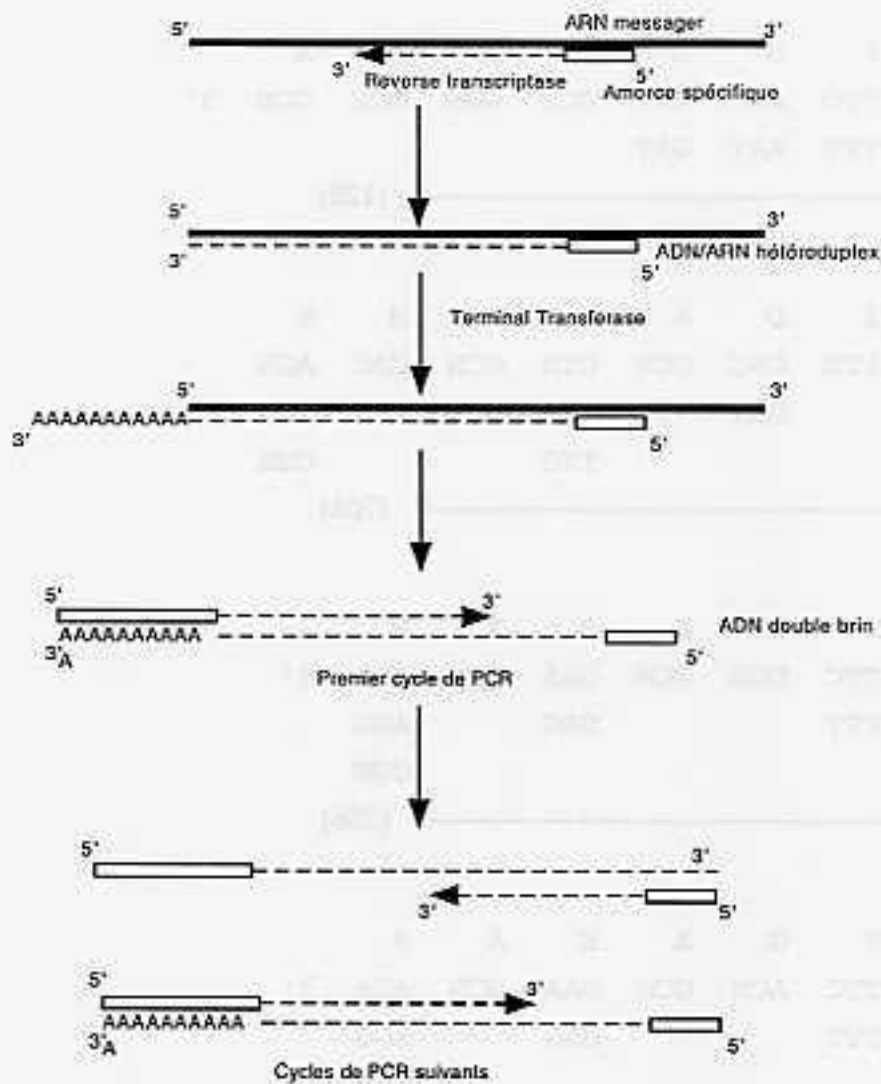 5' ARN messager 3'
3' Reverse transcriptase 5'
Amorce spécifique
5' 3'
3' ADN/ARN hétéroduplex
5'
Terminal Transferase
5' 3'
AAAAAAAAAAA
3' 5'
5' 3'
AAAAAAAAAA ADN double brin
3'A 5'
Premier cycle de PCR
5' 3'
3' 5'
5' 3'
AAAAAAAAAA
3'A 5'
Cycles de PCR suivants